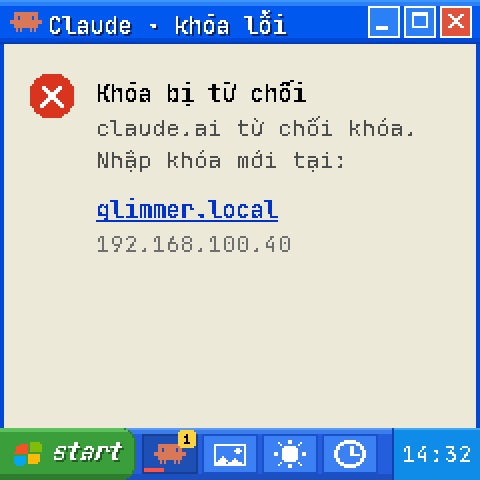 Claude - khóa lỗi
Khóa bị từ chối
claude.ai từ chối khóa.
Nhập khóa mới tại:
glimmer.local
192.168.100.40
start
1
14:32